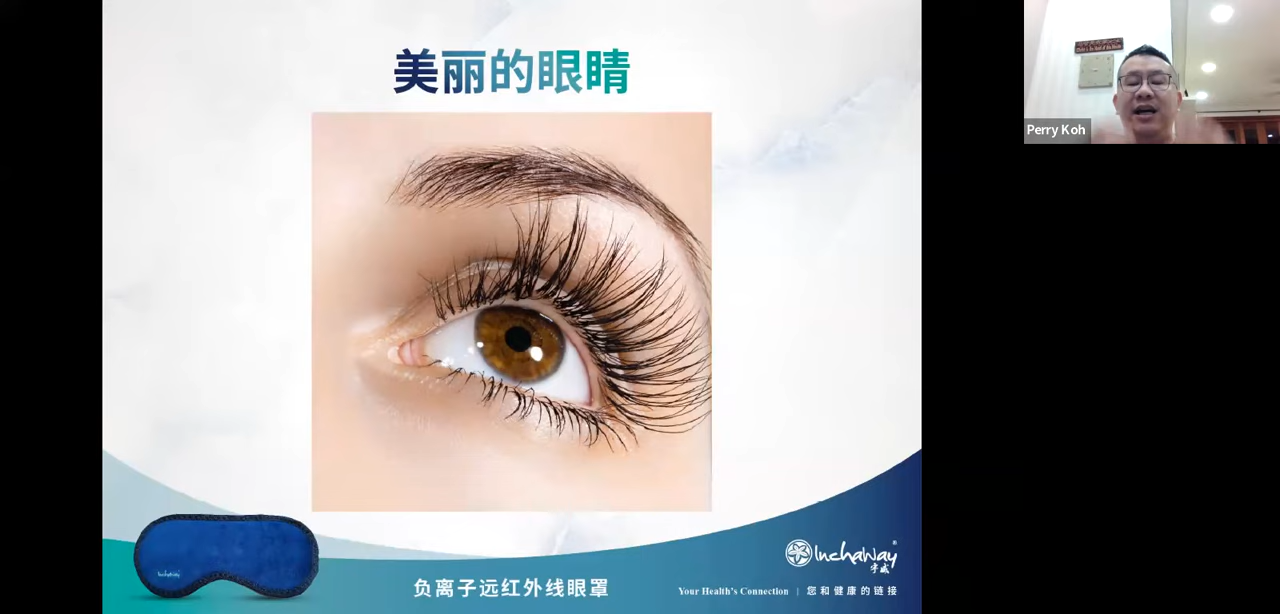 美丽的眼睛
Perry Koh
Inchaway
Inchaway®
宇威
负离子远红外线眼罩
Your Health's Connection | 您和健康的链接